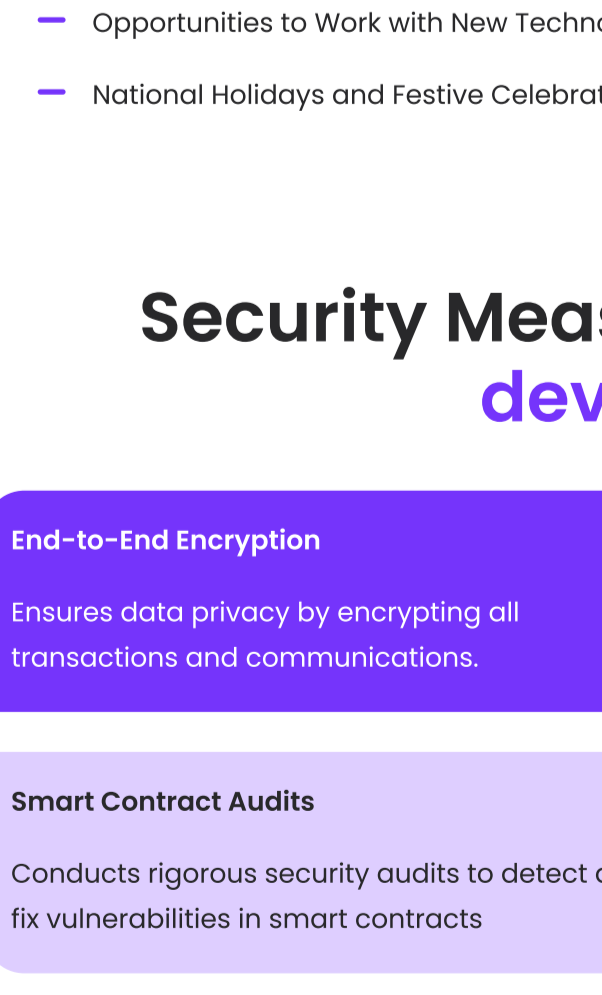 Opportunities to Work with New
National Holidays and Festive
Security
End-to-End Encryption
Ensures data privacy by encrypting all
transactions and communications.
Smart Contract Audits
Conducts rigorous security audits to detect
fix vulnerabilities in smart contracts